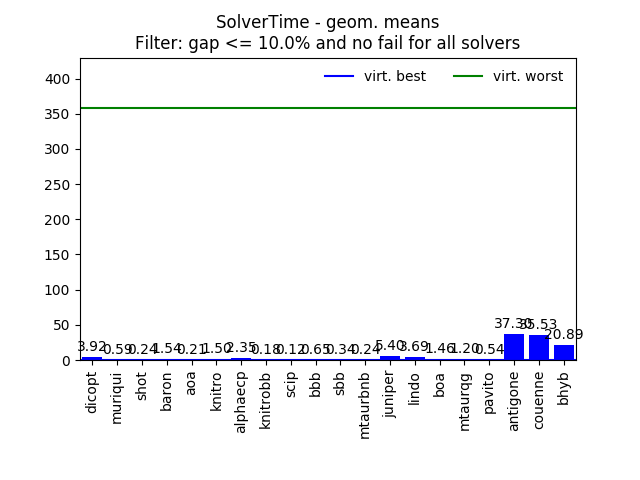 SolverTime - geom. means
Filter: gap <= 10.0% and no fail for all solvers
virt. best
virt. worst
400
350
300
250
200
150
100
50
0
3.92
0.59
0.24
1.54
0.21
1.50
2.35
0.18
0.12
0.65
0.34
0.24
5.40
3.69
1.46
1.20
0.54
37.30
35.53
20.89
dicopt
muriqui
shot
baron
aoa
knitro
alphaecp
knitrobb
scip
bbb
sbb
mtaurbnb
juniper
lindo
boa
mtaurqg
pavito
antigone
couenne
bhyb